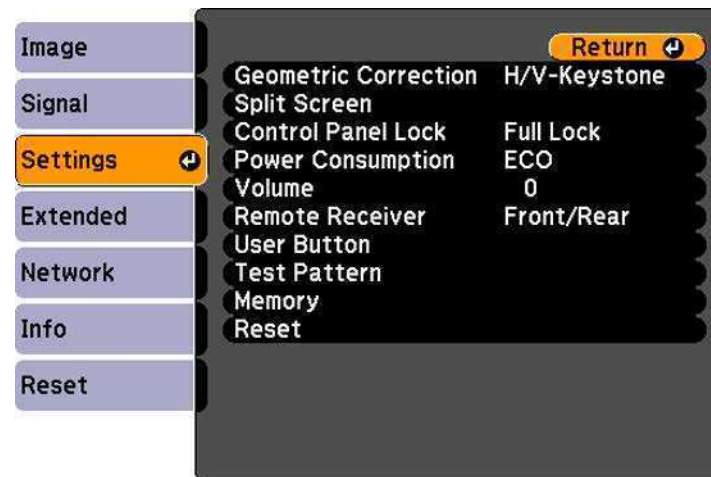 Image
Signal
Settings
Extended
Network
Info
Reset
Return
Geometric Correction H/V-Keystone
Split Screen
Control Panel Lock Full Lock
Power Consumption ECO
Volume 0
Remote Receiver Front/Rear
User Button
Test Pattern
Memory
Reset